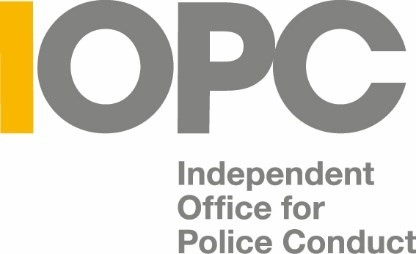 IOPC
Independent
Office for
Police Conduct